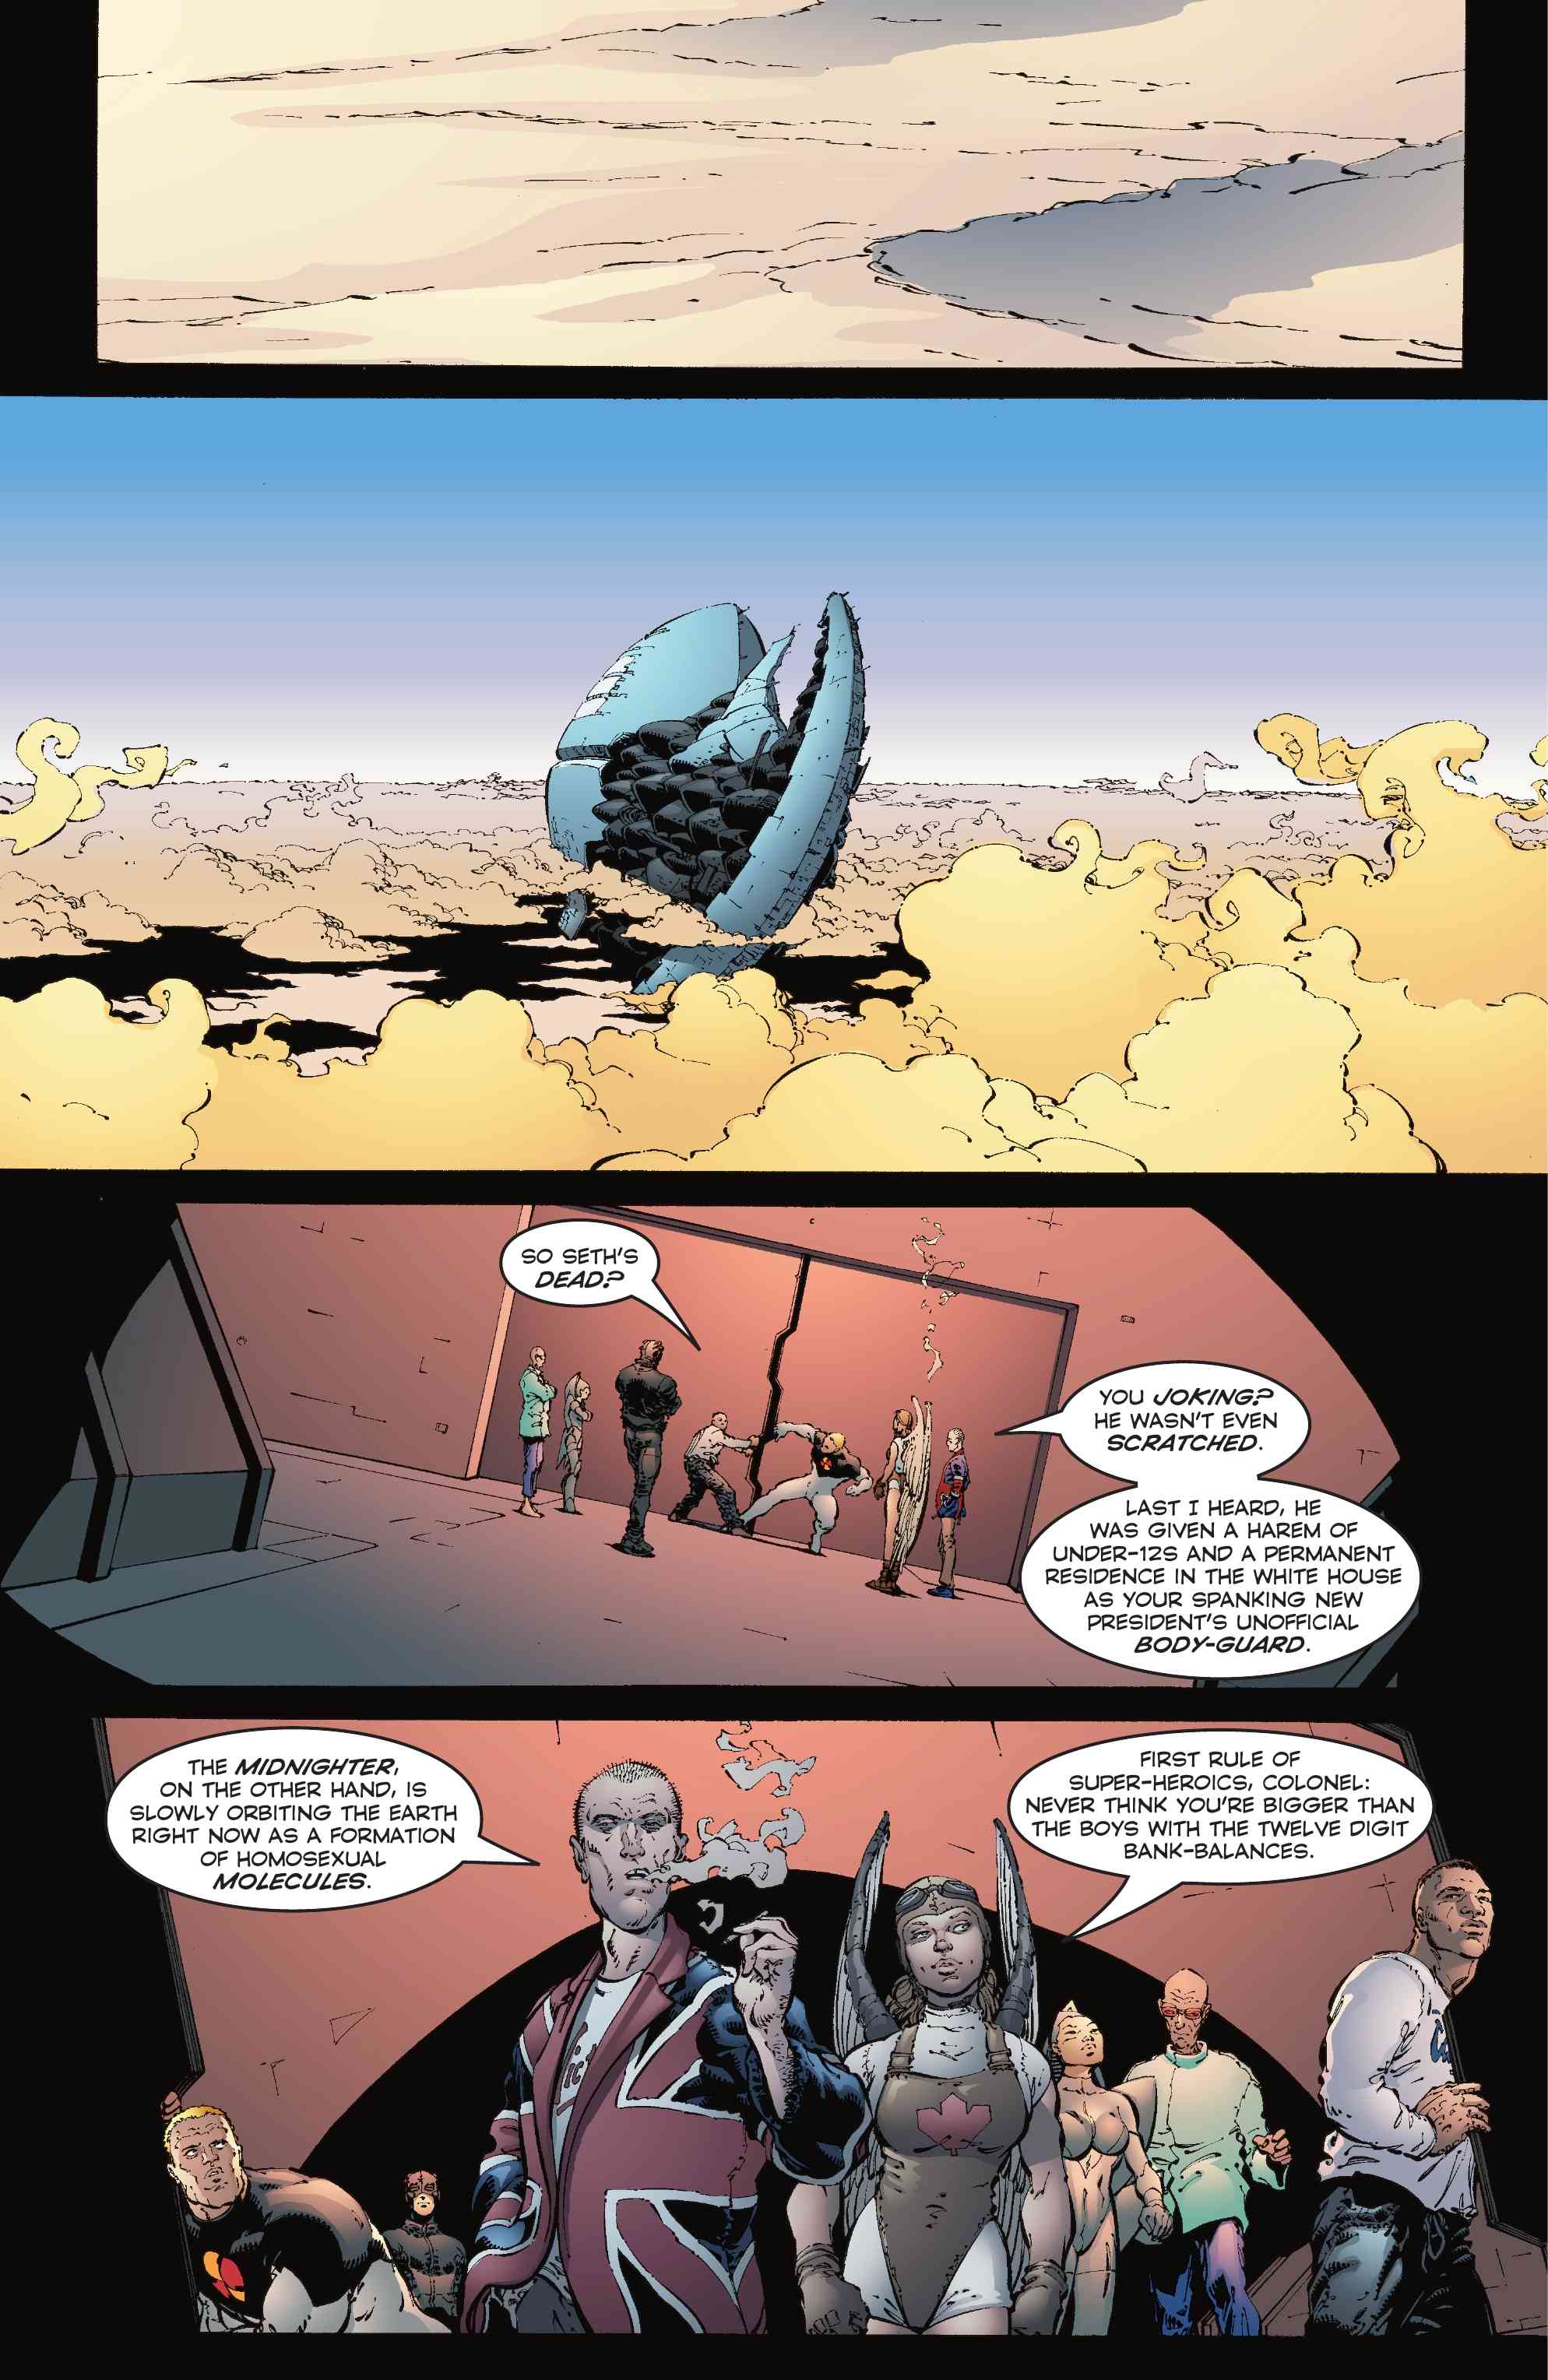 SO SETH'S
DEAD?
YOU JOKING?
HE WASN'T EVEN
SCRATCHED.
LAST I HEARD, HE
WAS GIVEN A HAREM OF
UNDER-12S AND A PERMANENT
RESIDENCE IN THE WHITE HOUSE
AS YOUR SPANKING NEW
PRESIDENT'S UNOFFICIAL
BODY-GUARD.
THE MIDNIGHTER,
ON THE OTHER HAND, IS
SLOWLY ORBITING THE EARTH
RIGHT NOW AS A FORMATION
OF HOMOSEXUAL
MOLECULES.
FIRST RULE OF
SUPER-HEROICS, COLONEL:
NEVER THINK YOU'RE BIGGER THAN
THE BOYS WITH THE TWELVE DIGIT
BANK-BALANCES.